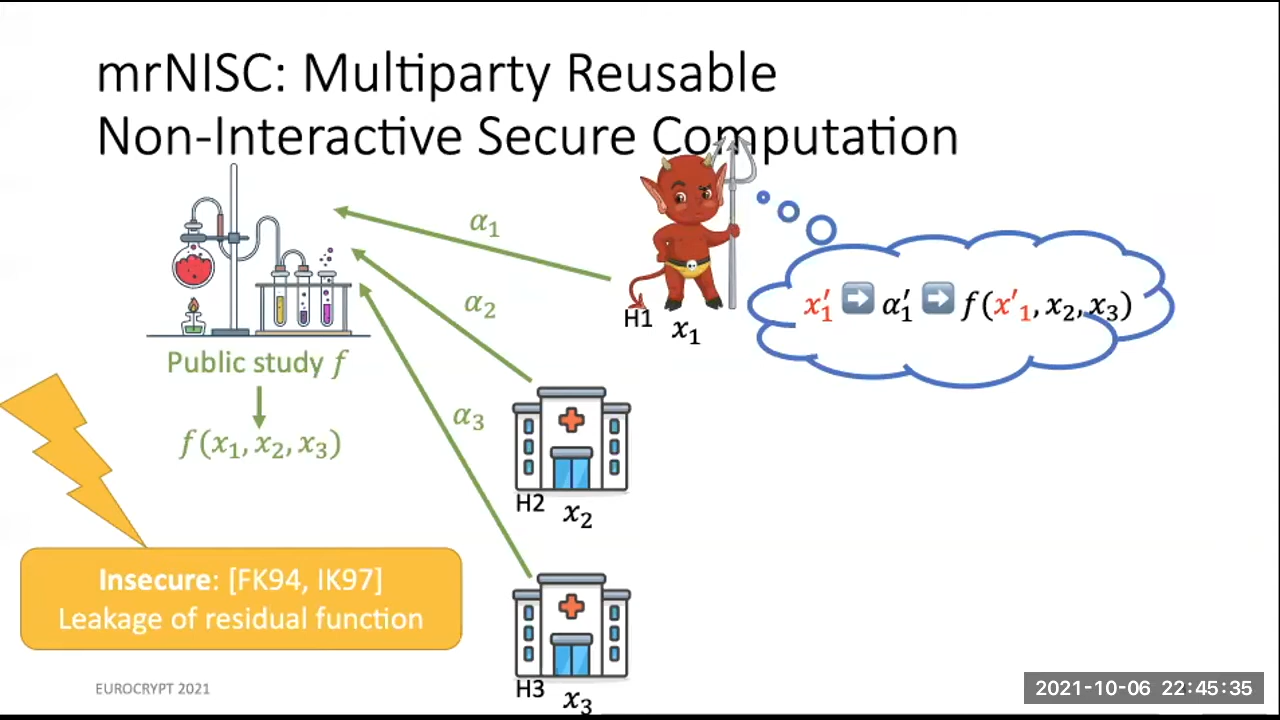 mrNISC: Multiparty Reusable
Non-Interactive Secure Computation
α₁
α₂
α₃
H1
x₁
x₁′ ➡ α₁′ ➡ f(x′₁, x₂, x₃)
Public study f
f(x₁, x₂, x₃)
H2
x₂
Insecure: [FK94, IK97]
Leakage of residual function
H3
x₃
EUROCRYPT 2021
2021-10-06 22:45:35